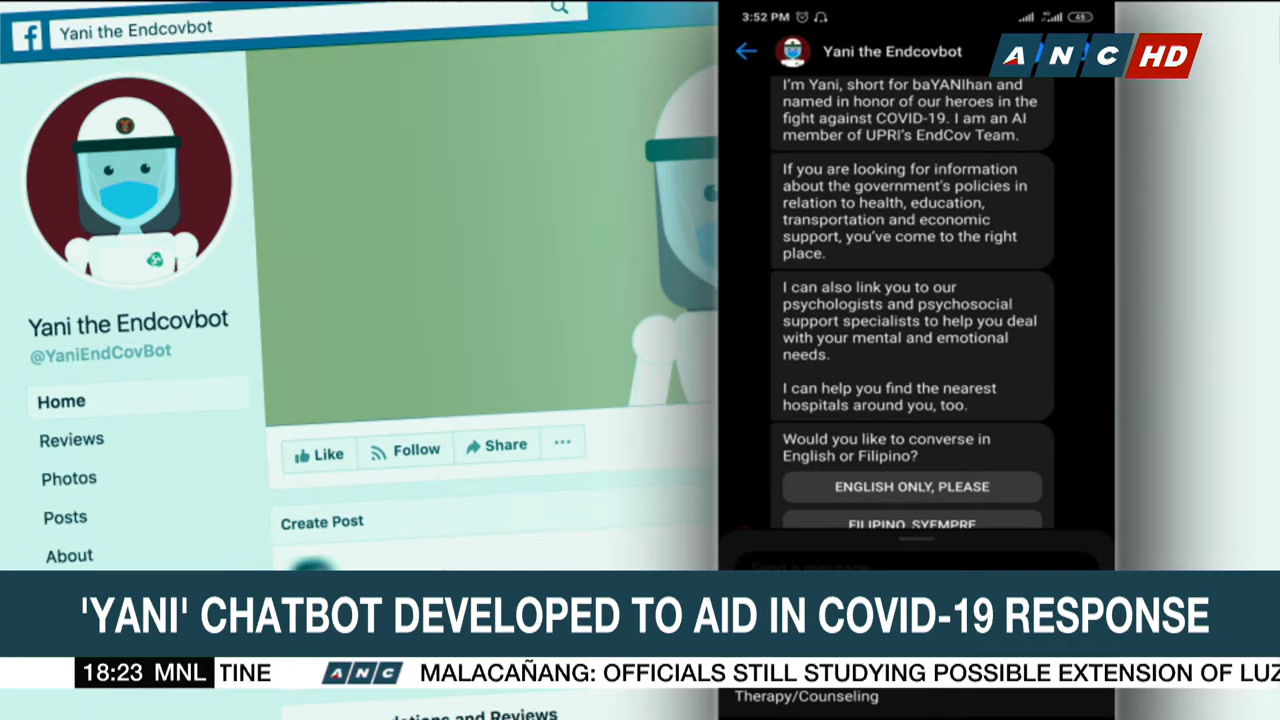 Yani the Endcovbot
Yani the Endcovbot
@YaniEndCovBot
Home
Reviews
Photos
Posts
About
Like
Follow
Share
Create Post
3:52 PM
45
Yani the Endcovbot
ANC HD
I'm Yani, short for baYANIhan and
named in honor of our heroes in the
fight against COVID-19. I am an AI
member of UPRI's EndCov Team.
If you are looking for information
about the government's policies in
relation to health, education,
transportation and economic
support, you've come to the right
place.
I can also link you to our
psychologists and psychosocial
support specialists to help you deal
with your mental and emotional
needs.
I can help you find the nearest
hospitals around you, too.
Would you like to converse in
English or Filipino?
ENGLISH ONLY, PLEASE
FILIPINO, SYEMPRE
Send a message
'YANI' CHATBOT DEVELOPED TO AID IN COVID-19 RESPONSE
18:23 MNL TINE ANC MALACAÑANG: OFFICIALS STILL STUDYING POSSIBLE EXTENSION OF LUZ
Therapy/Counseling
and Reviews